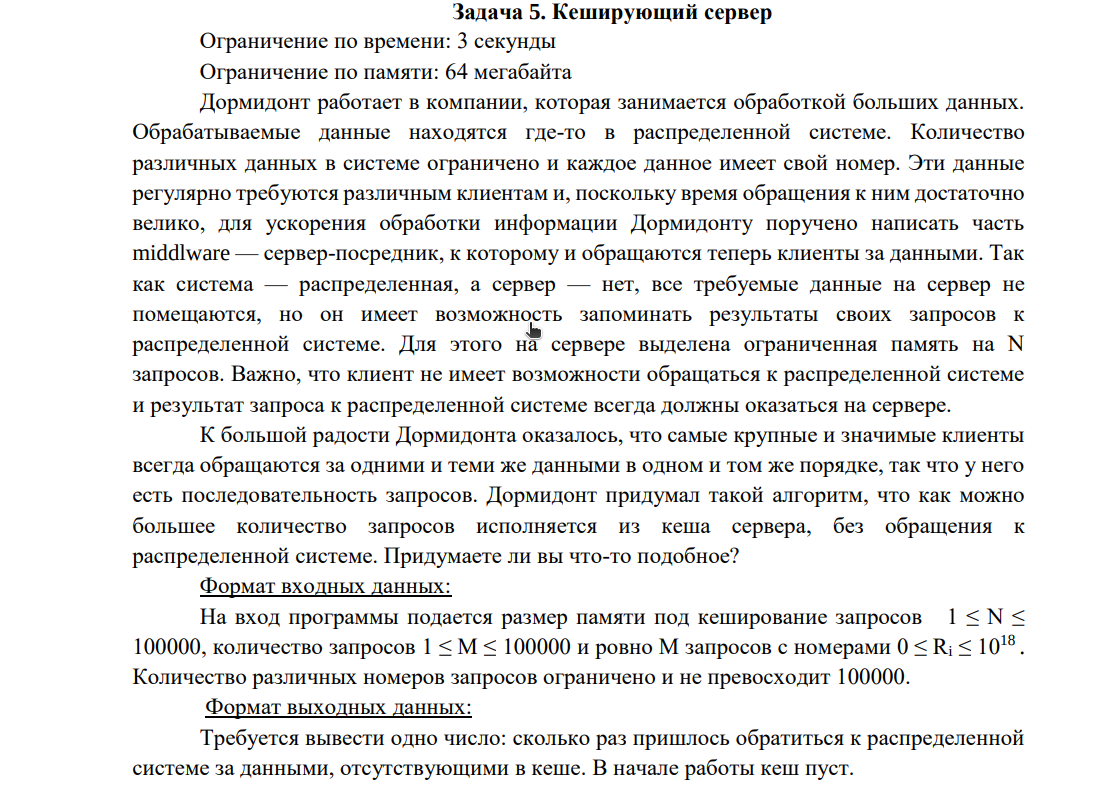 Задача 5. Кеширующий сервер
Ограничение по времени: 3 секунды
Ограничение по памяти: 64 мегабайта
Дормидонт работает в компании, которая занимается обработкой больших данных.
Обрабатываемые данные находятся где-то в распределенной системе. Количество
различных данных в системе ограничено и каждое данное имеет свой номер. Эти данные
регулярно требуются различным клиентам и, поскольку время обращения к ним достаточно
велико, для ускорения обработки информации Дормидонту поручено написать часть
middlware — сервер-посредник, к которому и обращаются теперь клиенты за данными. Так
как система — распределенная, а сервер — нет, все требуемые данные на сервер не
помещаются, но он имеет возможность запоминать результаты своих запросов к
распределенной системе. Для этого на сервере выделена ограниченная память на N
запросов. Важно, что клиент не имеет возможности обращаться к распределенной системе
и результат запроса к распределенной системе всегда должны оказаться на сервере.
К большой радости Дормидонта оказалось, что самые крупные и значимые клиенты
всегда обращаются за одними и теми же данными в одном и том же порядке, так что у него
есть последовательность запросов. Дормидонт придумал такой алгоритм, что как можно
большее количество запросов исполняется из кеша сервера, без обращения к
распределенной системе. Придумаете ли вы что-то подобное?
Формат входных данных:
На вход программы подается размер памяти под кеширование запросов 1 ≤ N ≤
100000, количество запросов 1 ≤ M ≤ 100000 и ровно M запросов с номерами 0 ≤ Rᵢ ≤ 10¹⁸ .
Количество различных номеров запросов ограничено и не превосходит 100000.
Формат выходных данных:
Требуется вывести одно число: сколько раз пришлось обратиться к распределенной
системе за данными, отсутствующими в кеше. В начале работы кеш пуст.